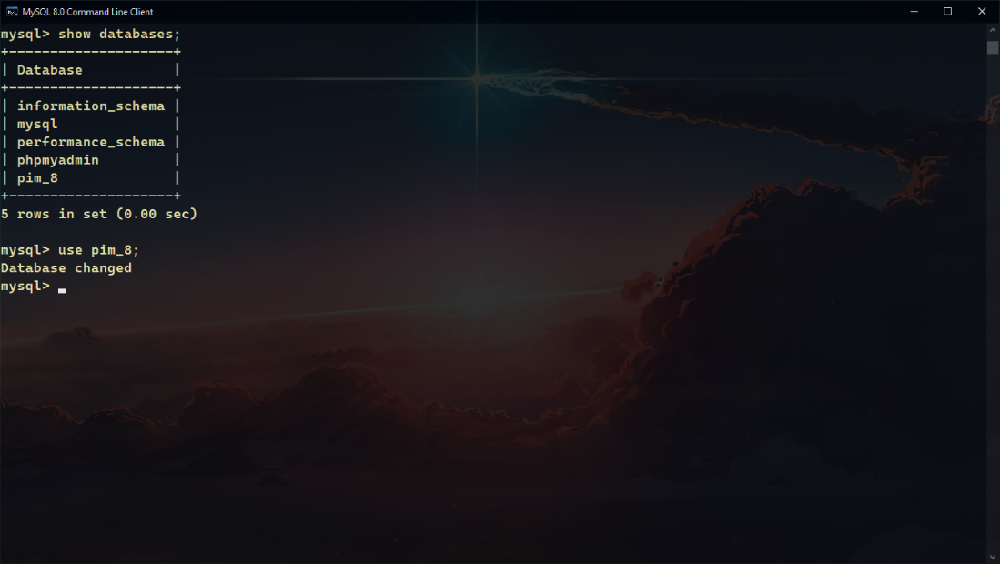 MySQL 8.0 Command Line Client
mysql> show databases;
+--------------------+
| Database           |
+--------------------+
| information_schema |
| mysql              |
| performance_schema |
| phpmyadmin         |
| pim_8              |
+--------------------+
5 rows in set (0.00 sec)
mysql> use pim_8;
Database changed
mysql>